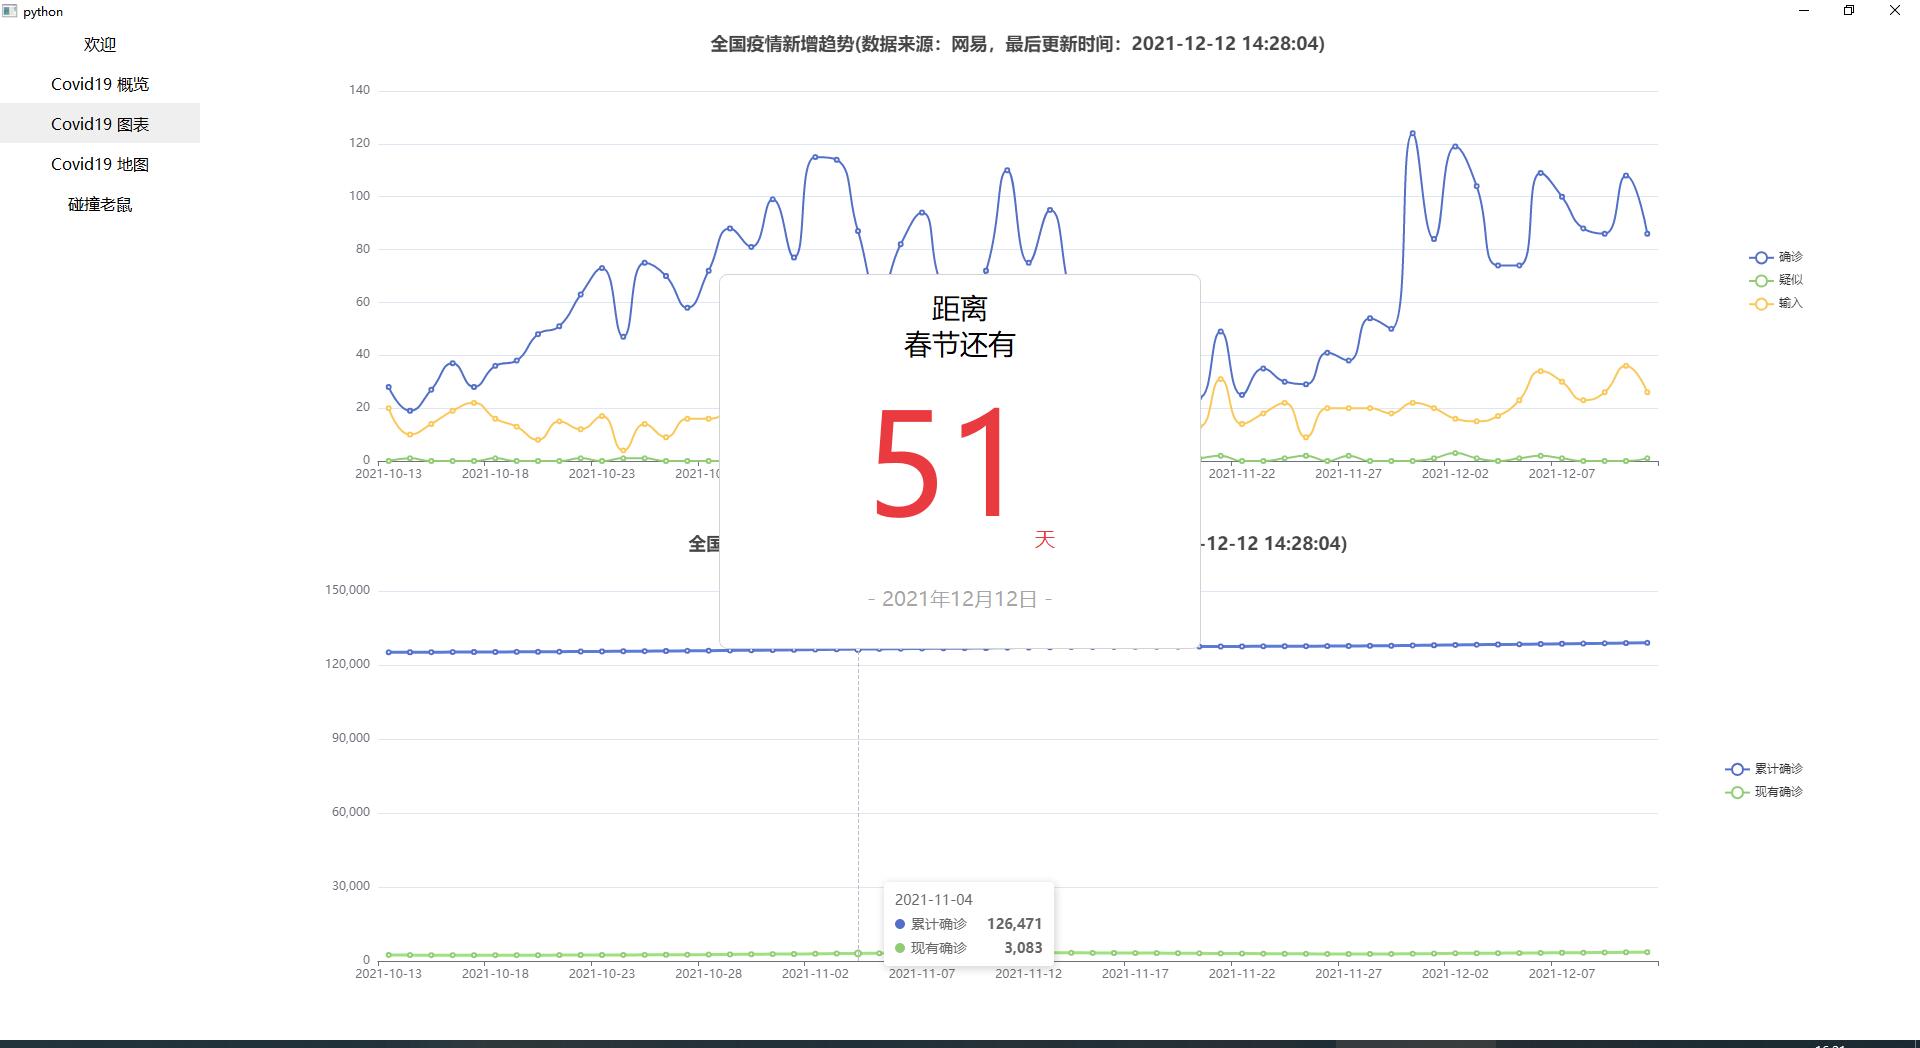 python
欢迎
Covid19 概览
Covid19 图表
Covid19 地图
碰撞老鼠
全国疫情新增趋势(数据来源：网易，最后更新时间：2021-12-12 14:28:04)
140
120
100
80
60
40
20
0
2021-10-13 2021-10-18 2021-10-23 2021-10 2021-11-22 2021-11-27 2021-12-02 2021-12-07
确诊
疑似
输入
距离
春节还有
51
天
- 2021年12月12日 -
全国 -12-12 14:28:04)
150,000
120,000
90,000
60,000
30,000
0
2021-10-13 2021-10-18 2021-10-23 2021-10-28 2021-11-02 2021-11-07 2021-11-12 2021-11-17 2021-11-22 2021-11-27 2021-12-02 2021-12-07
累计确诊
现有确诊
2021-11-04
累计确诊 126,471
现有确诊 3,083